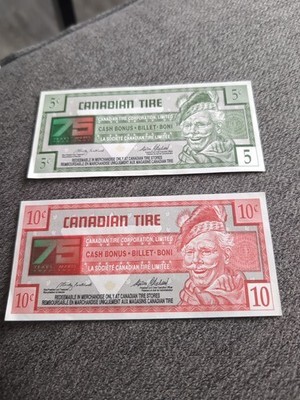 5¢
CANADIAN TIRE
5¢
75
CANADIAN TIRE CORPORATION, LIMITED
CASH BONUS • BILLET • BONI
LA SOCIÉTÉ CANADIAN TIRE LIMITÉE
REDEEMABLE IN MERCHANDISE ONLY AT CANADIAN TIRE STORES
REMBOURSABLE EN MARCHANDISE UNIQUEMENT AUX MAGASINS CANADIAN TIRE
5¢
5
10¢
CANADIAN TIRE
10¢
75
CANADIAN TIRE CORPORATION, LIMITED
CASH BONUS • BILLET • BONI
LA SOCIÉTÉ CANADIAN TIRE LIMITÉE
REDEEMABLE IN MERCHANDISE ONLY AT CANADIAN TIRE STORES
REMBOURSABLE EN MARCHANDISE UNIQUEMENT AUX MAGASINS CANADIAN TIRE
10¢
10